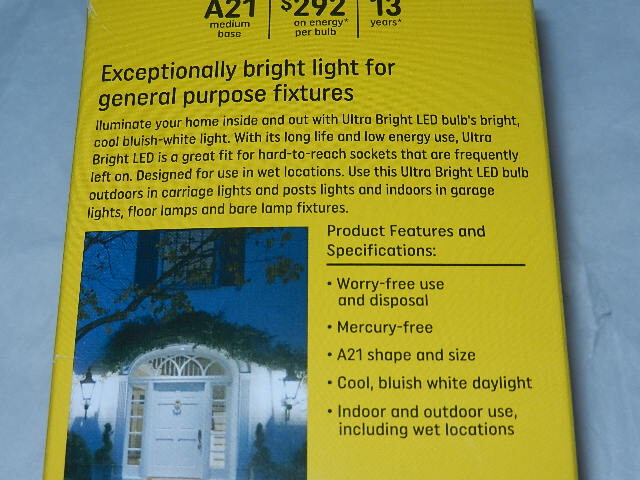 A21
medium
base
$292
on energy*
per bulb
13
years*
Exceptionally bright light for
general purpose fixtures
lluminate your home inside and out with Ultra Bright LED bulb's bright,
cool bluish-white light. With its long life and low energy use, Ultra
Bright LED is a great fit for hard-to-reach sockets that are frequently
left on. Designed for use in wet locations. Use this Ultra Bright LED bulb
outdoors in carriage lights and posts lights and indoors in garage
lights, floor lamps and bare lamp fixtures.
Product Features and
Specifications:
• Worry-free use
and disposal
• Mercury-free
• A21 shape and size
• Cool, bluish white daylight
• Indoor and outdoor use,
including wet locations